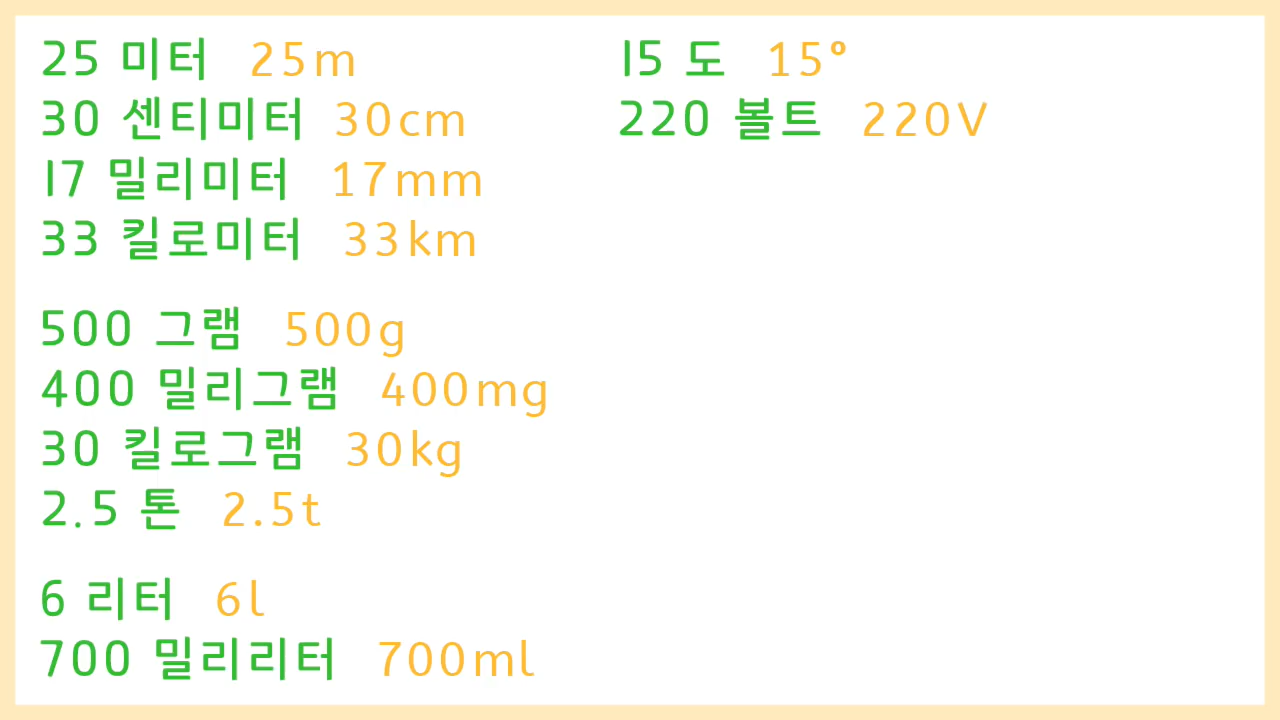 25 미터 25m
30 센티미터 30cm
17 밀리미터 17mm
33 킬로미터 33km
500 그램 500g
400 밀리그램 400mg
30 킬로그램 30kg
2.5 톤 2.5t
6 리터 6l
700 밀리리터 700ml
15 도 15°
220 볼트 220V